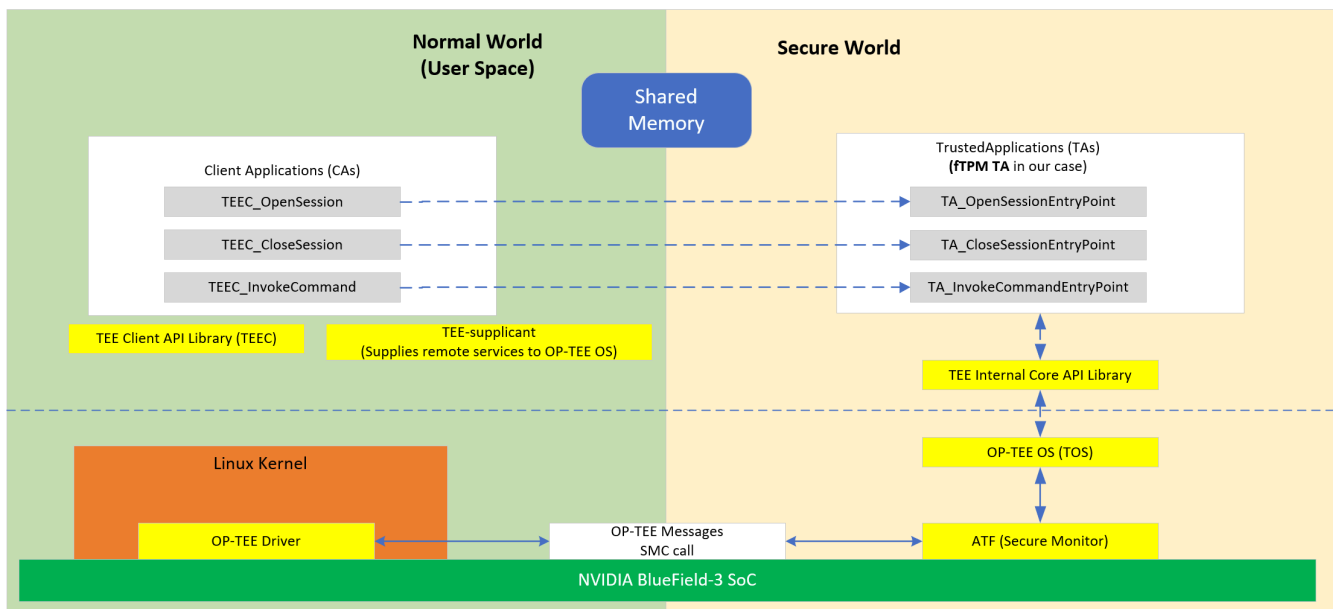 Normal World
(User Space)
Secure World
Shared
Memory
Client Applications (CAs)
TEEC_OpenSession
TEEC_CloseSession
TEEC_InvokeCommand
TrustedApplications (TAs)
(fTPM TA in our case)
TA_OpenSessionEntryPoint
TA_CloseSessionEntryPoint
TA_InvokeCommandEntryPoint
TEE Client API Library (TEEC)
TEE-supplicant
(Supplies remote services to OP-TEE OS)
TEE Internal Core API Library
Linux Kernel
OP-TEE OS (TOS)
OP-TEE Driver
OP-TEE Messages
SMC call
ATF (Secure Monitor)
NVIDIA BlueField-3 SoC